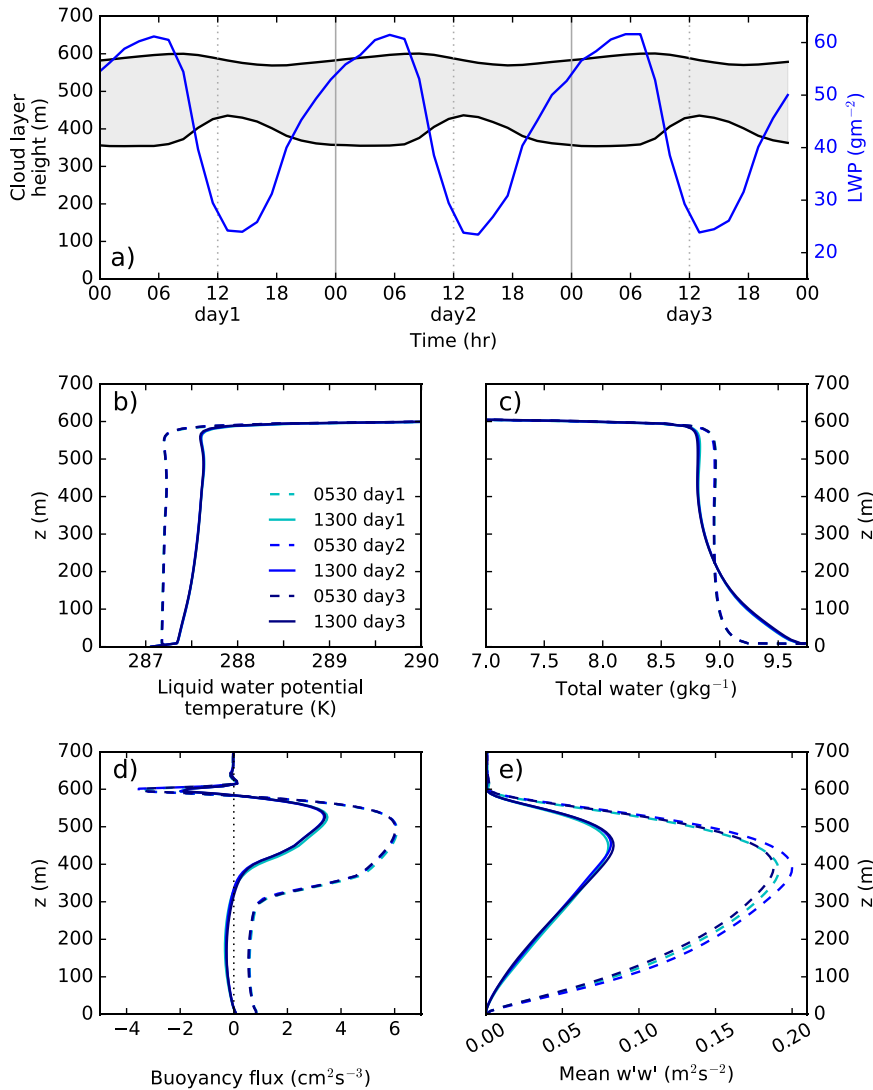 700
600
500
400
300
200
100
0
Cloud layer
height (m)
a)
60
50
40
30
20
LWP (gm⁻²)
00 06 12 18 00 06 12 18 00 06 12 18 00
day1 day2 day3
Time (hr)
700
600
500
400
300
200
100
0
z (m)
b)
0530 day1
1300 day1
0530 day2
1300 day2
0530 day3
1300 day3
287 288 289 290
Liquid water potential
temperature (K)
c)
700
600
500
400
300
200
100
0
z (m)
7.0 7.5 8.0 8.5 9.0 9.5
Total water (gkg⁻¹)
700
600
500
400
300
200
100
0
z (m)
d)
−4 −2 0 2 4 6
Buoyancy flux (cm²s⁻³)
e)
700
600
500
400
300
200
100
0
z (m)
0.00 0.05 0.10 0.15 0.20
Mean w'w' (m²s⁻²)